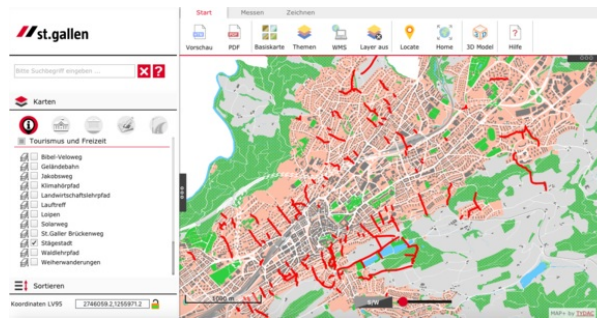 Start Messen Zeichnen
st.gallen
Vorschau PDF Basiskarte Themen WMS Layer aus Locate Home 3D Model Hilfe
Bitte Suchbegriff eingeben ...
Karten
Tourismus und Freizeit
Bibel-Veloweg
Geländebahn
Jakobsweg
Klimahörpfad
Landwirtschaftslehrpfad
Lauftreff
Loipen
Solarweg
St.Galler Brückenweg
Stägestadt
Waldlehrpfad
Weiherwanderungen
Sortieren
Koordinaten LV95 2746059.2,1255971.2
1000 m
B/W
MAP+ by TYDAC